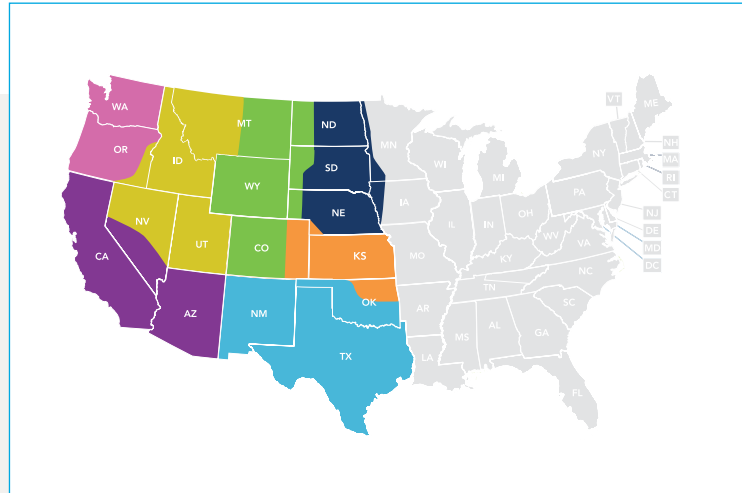 WA
OR
MT
ID
WY
NV
UT
CO
CA
AZ
NM
ND
SD
NE
KS
OK
TX
MN
WI
MI
IA
IL
IN
OH
MO
KY
WV
VA
TN
NC
AR
SC
MS
AL
GA
LA
FL
PA
NY
VT
ME
NH
MA
RI
CT
NJ
DE
MD
DC